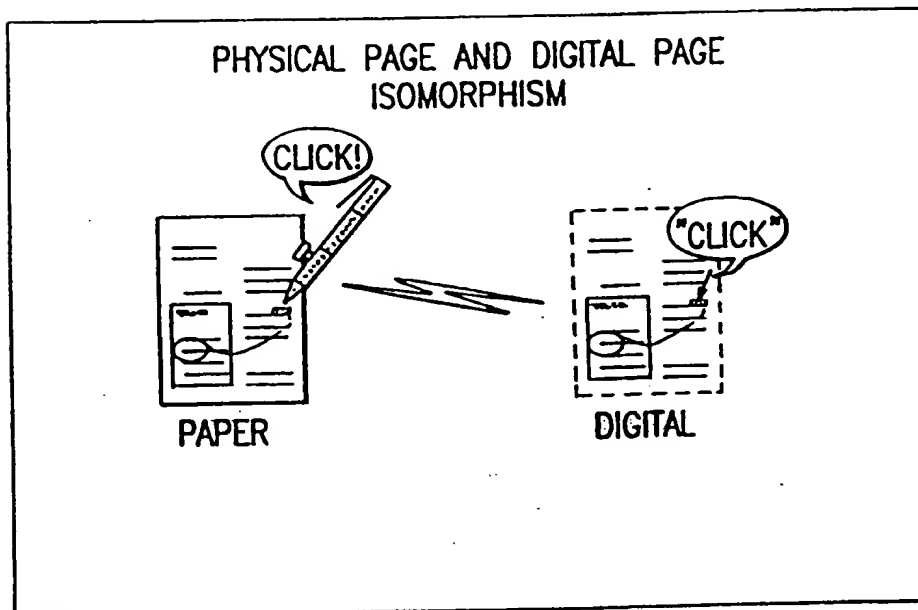 PHYSICAL PAGE AND DIGITAL PAGE
ISOMORPHISM
CLICK!
"CLICK"
PAPER
DIGITAL